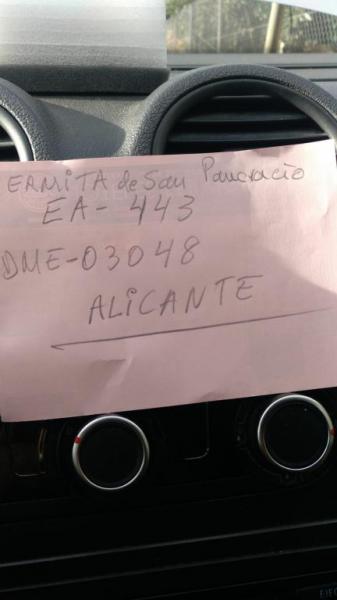 ERMITA de San Pancracio
EA-443
DME-03048
ALICANTE